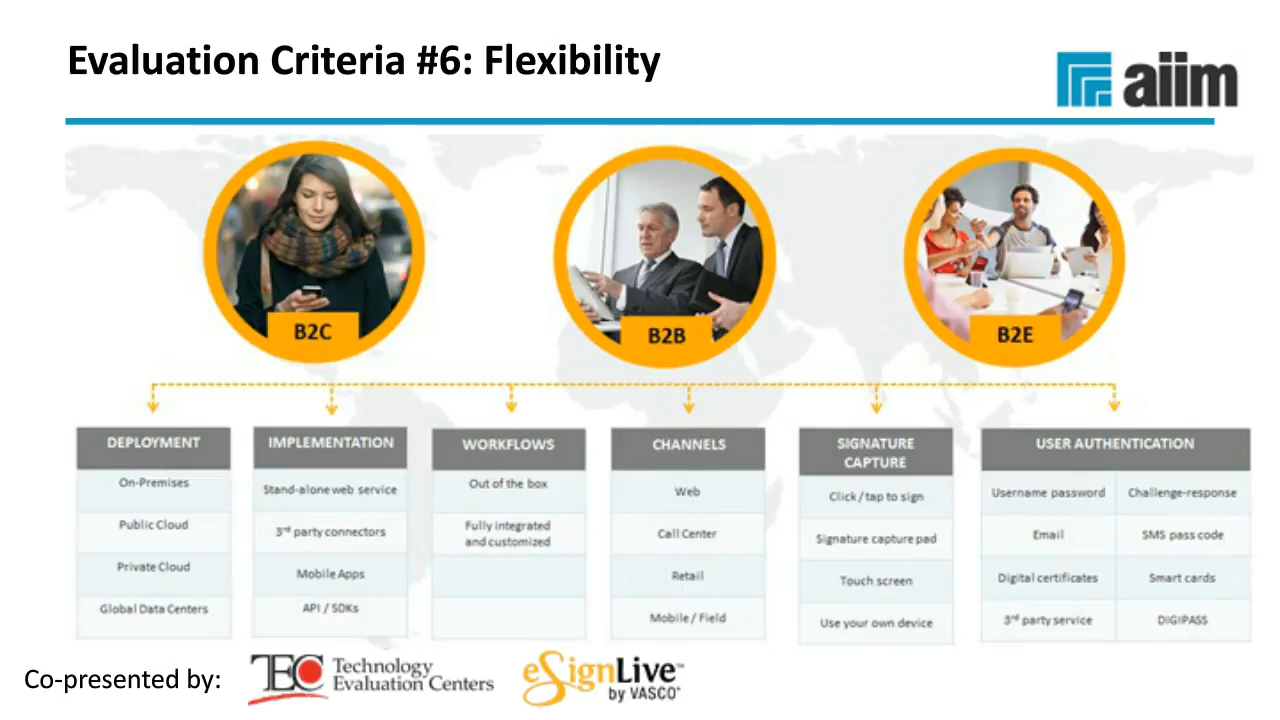 Evaluation Criteria #6: Flexibility
aiim
B2C
B2B
B2E
DEPLOYMENT
On-Premises
Public Cloud
Private Cloud
Global Data Centers
IMPLEMENTATION
Stand-alone web service
3rd party connectors
Mobile Apps
API / SDKs
WORKFLOWS
Out of the box
Fully integrated
and customized
CHANNELS
Web
Call Center
Retail
Mobile / Field
SIGNATURE
CAPTURE
Click / tap to sign
Signature capture pad
Touch screen
Use your own device
USER AUTHENTICATION
Username password Challenge-response
Email SMS pass code
Digital certificates Smart cards
3rd party service DIGIPASS
Co-presented by:
TEC Technology
Evaluation Centers
eSignLive™
by VASCO®